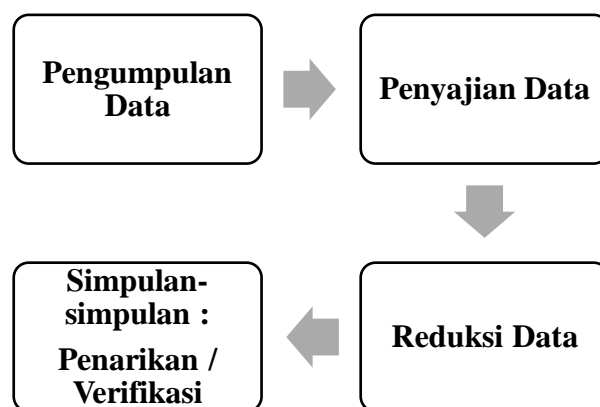 Pengumpulan
Data
Penyajian Data
Reduksi Data
Simpulan-
simpulan :
Penarikan /
Verifikasi